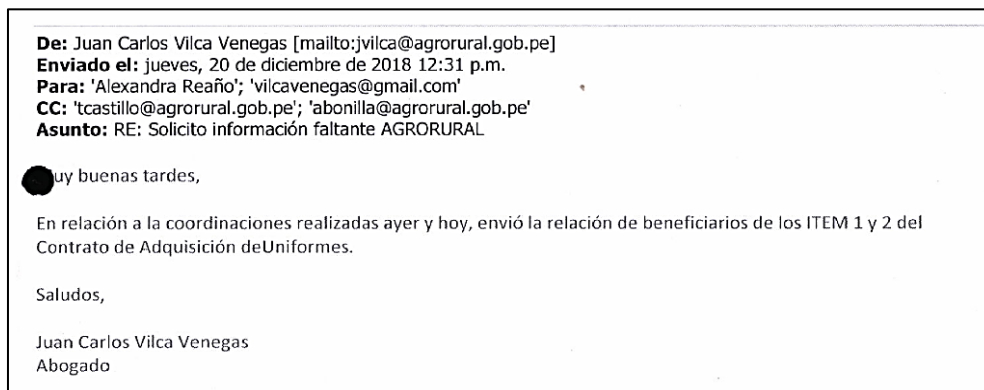 De: Juan Carlos Vilca Venegas [mailto:jvilca@agrorural.gob.pe]
Enviado el: jueves, 20 de diciembre de 2018 12:31 p.m.
Para: 'Alexandra Reaño'; 'vilcavenegas@gmail.com'
CC: 'tcastillo@agrorural.gob.pe'; 'abonilla@agrorural.gob.pe'
Asunto: RE: Solicito información faltante AGRORURAL
uy buenas tardes,
En relación a la coordinaciones realizadas ayer y hoy, envió la relación de beneficiarios de los ITEM 1 y 2 del
Contrato de Adquisición deUniformes.
Saludos,
Juan Carlos Vilca Venegas
Abogado